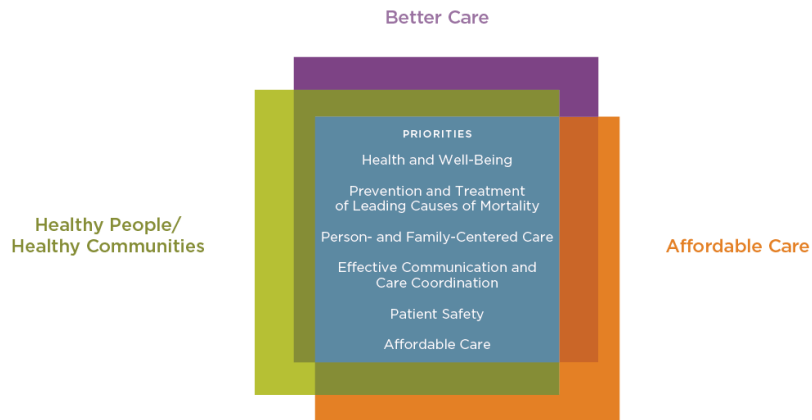 Better Care
PRIORITIES
Health and Well-Being
Prevention and Treatment
of Leading Causes of Mortality
Healthy People/
Healthy Communities
Person- and Family-Centered Care
Affordable Care
Effective Communication and
Care Coordination
Patient Safety
Affordable Care